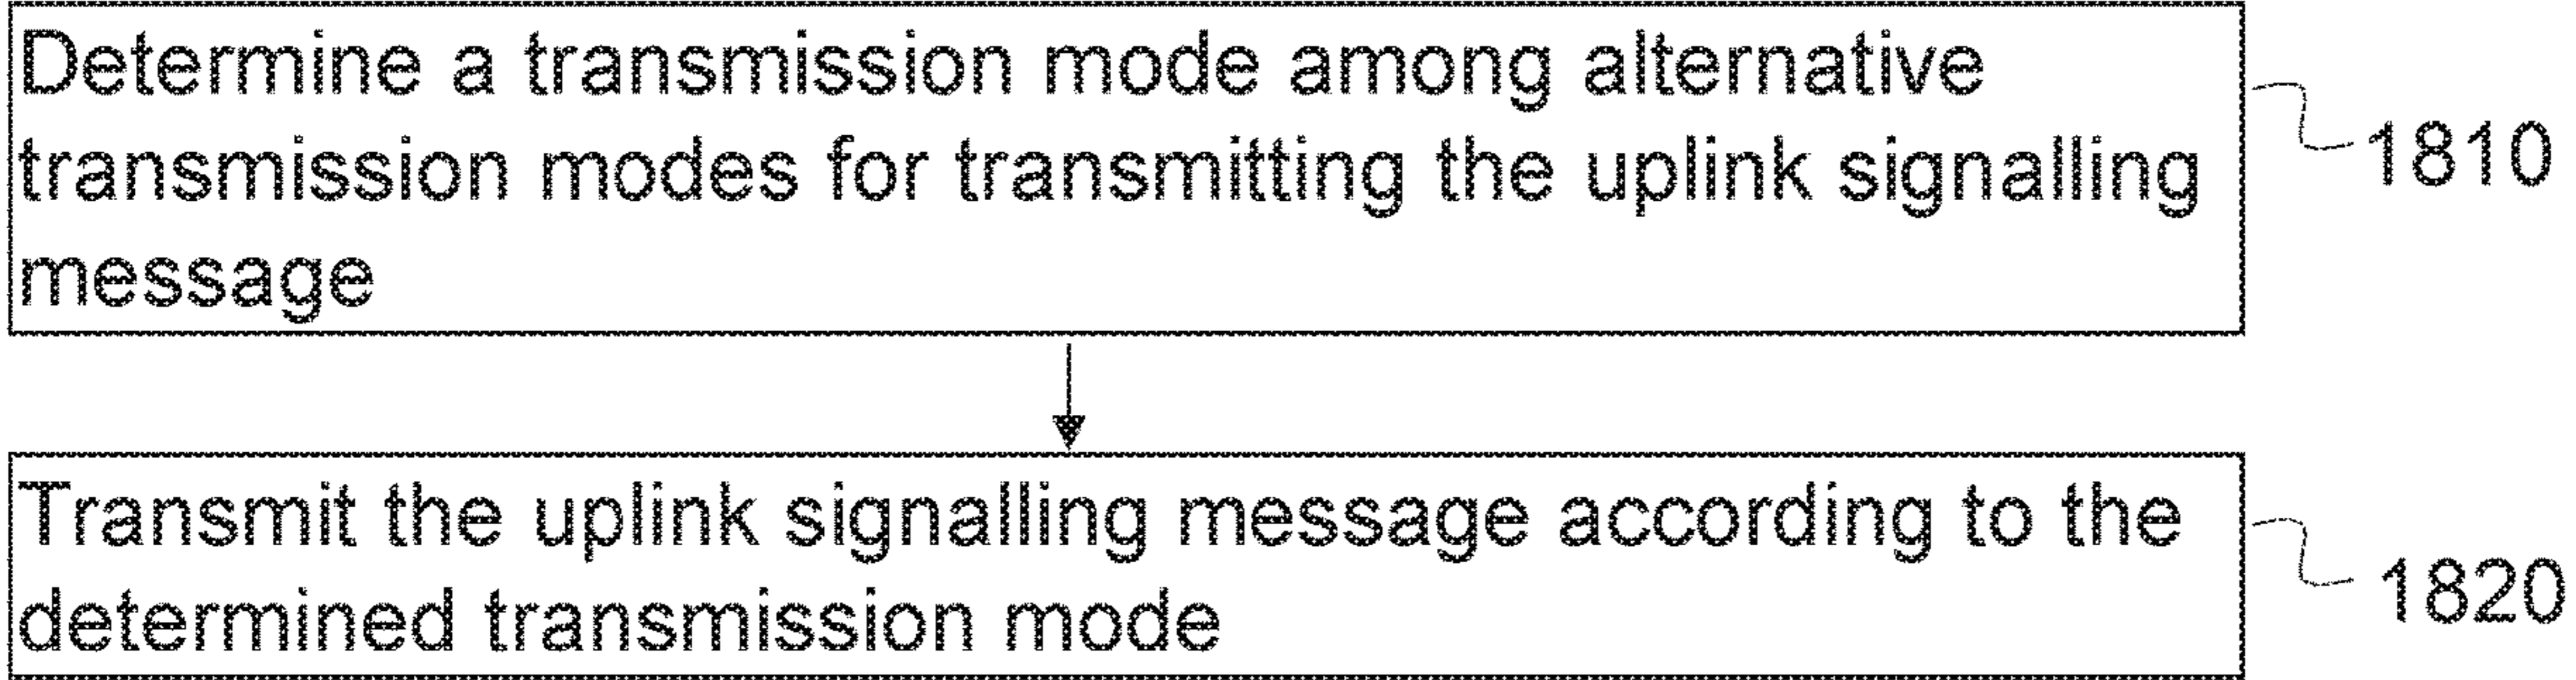 Determine a transmission mode among alternative
transmission modes for transmitting the uplink signalling
message
1810
Transmit the uplink signalling message according to the
determined transmission mode
1820